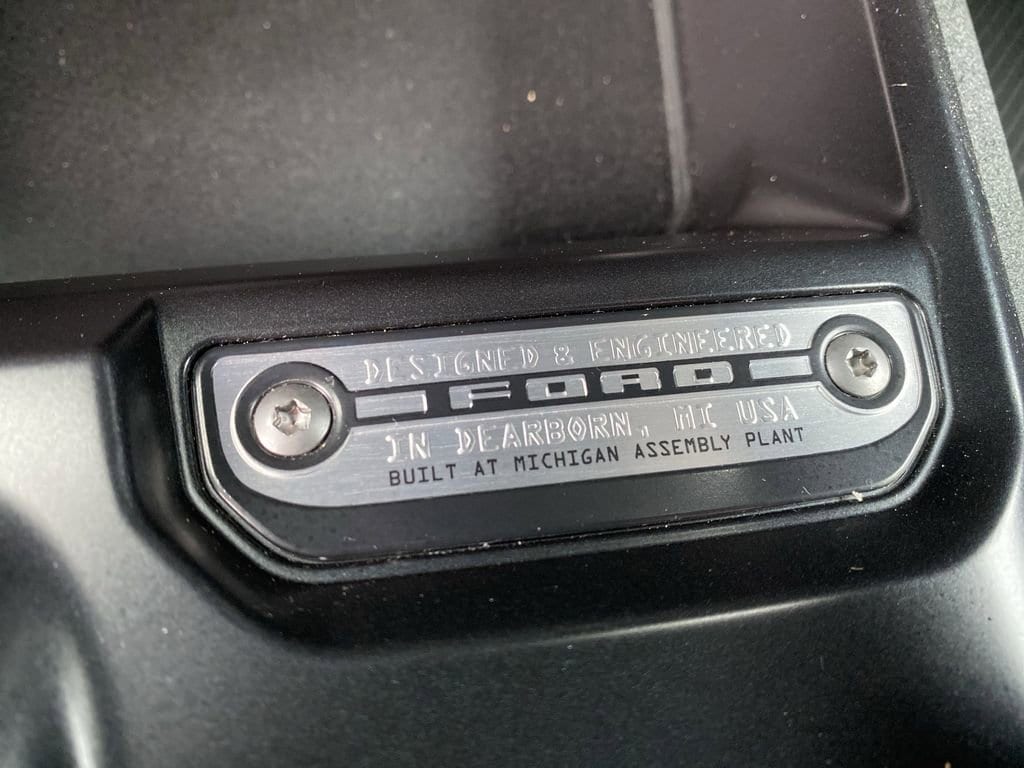 DESIGNED & ENGINEERED
FORD
IN DEARBORN, MI USA
BUILT AT MICHIGAN ASSEMBLY PLANT